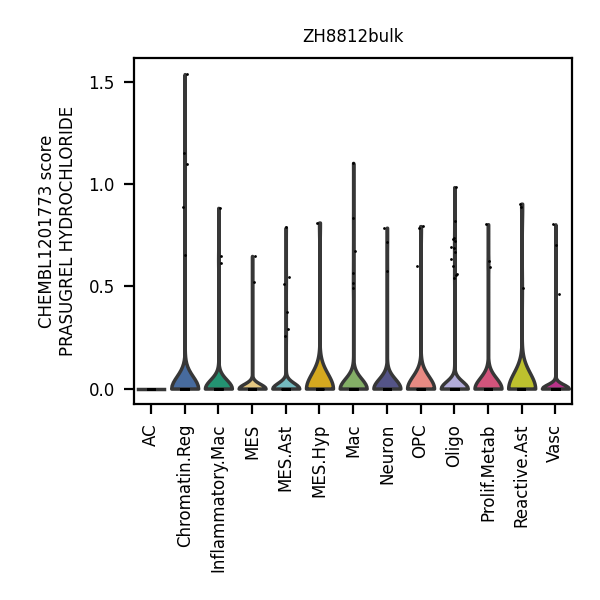 ZH8812bulk
CHEMBL1201773 score
PRASUGREL HYDROCHLORIDE
1.5
1.0
0.5
0.0
AC
Chromatin.Reg
Inflammatory.Mac
MES
MES.Ast
MES.Hyp
Mac
Neuron
OPC
Oligo
Prolif.Metab
Reactive.Ast
Vasc